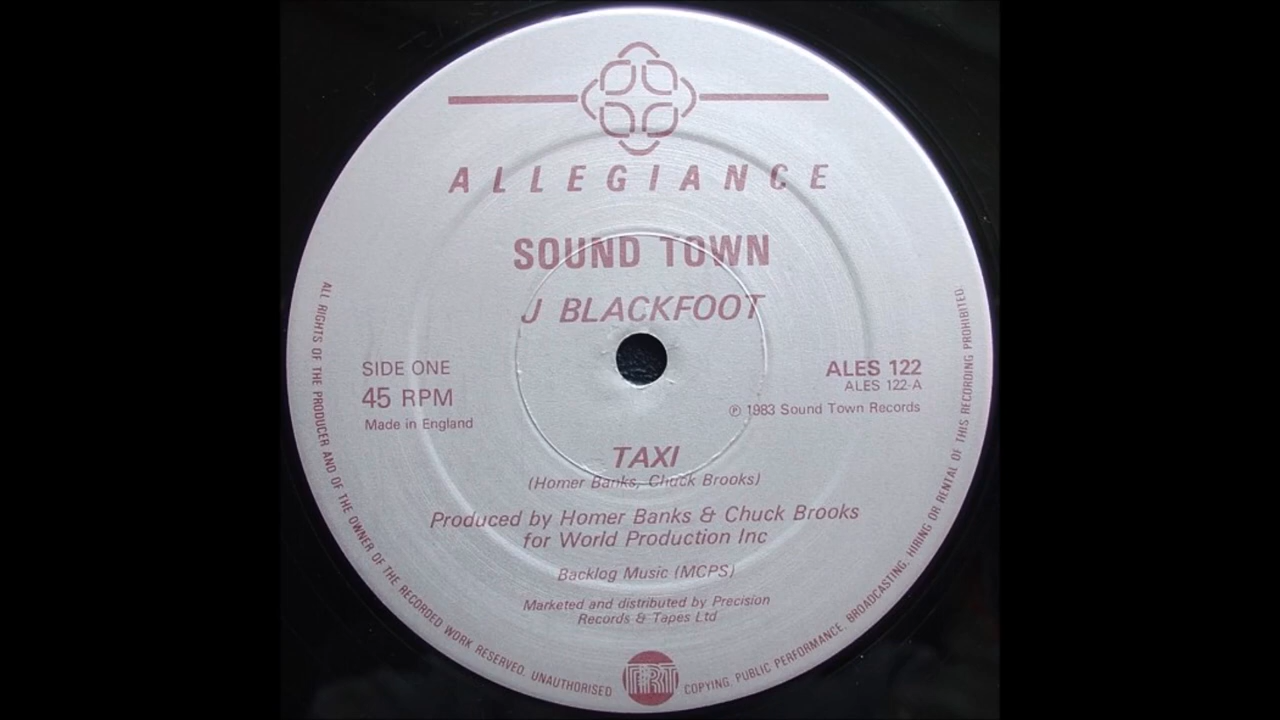 ALLEGIANCE
SOUND TOWN
J BLACKFOOT
SIDE ONE
45 RPM
Made in England
ALES 122
ALES 122-A
℗ 1983 Sound Town Records
TAXI
(Homer Banks, Chuck Brooks)
Produced by Homer Banks & Chuck Brooks
for World Production Inc
Backlog Music (MCPS)
Marketed and distributed by Precision
Records & Tapes Ltd
ALL RIGHTS OF THE PRODUCER AND OF THE OWNER OF THE RECORDED WORK RESERVED. UNAUTHORISED COPYING, PUBLIC PERFORMANCE, BROADCASTING, HIRING OR RENTAL OF THIS RECORDING PROHIBITED.
PRT